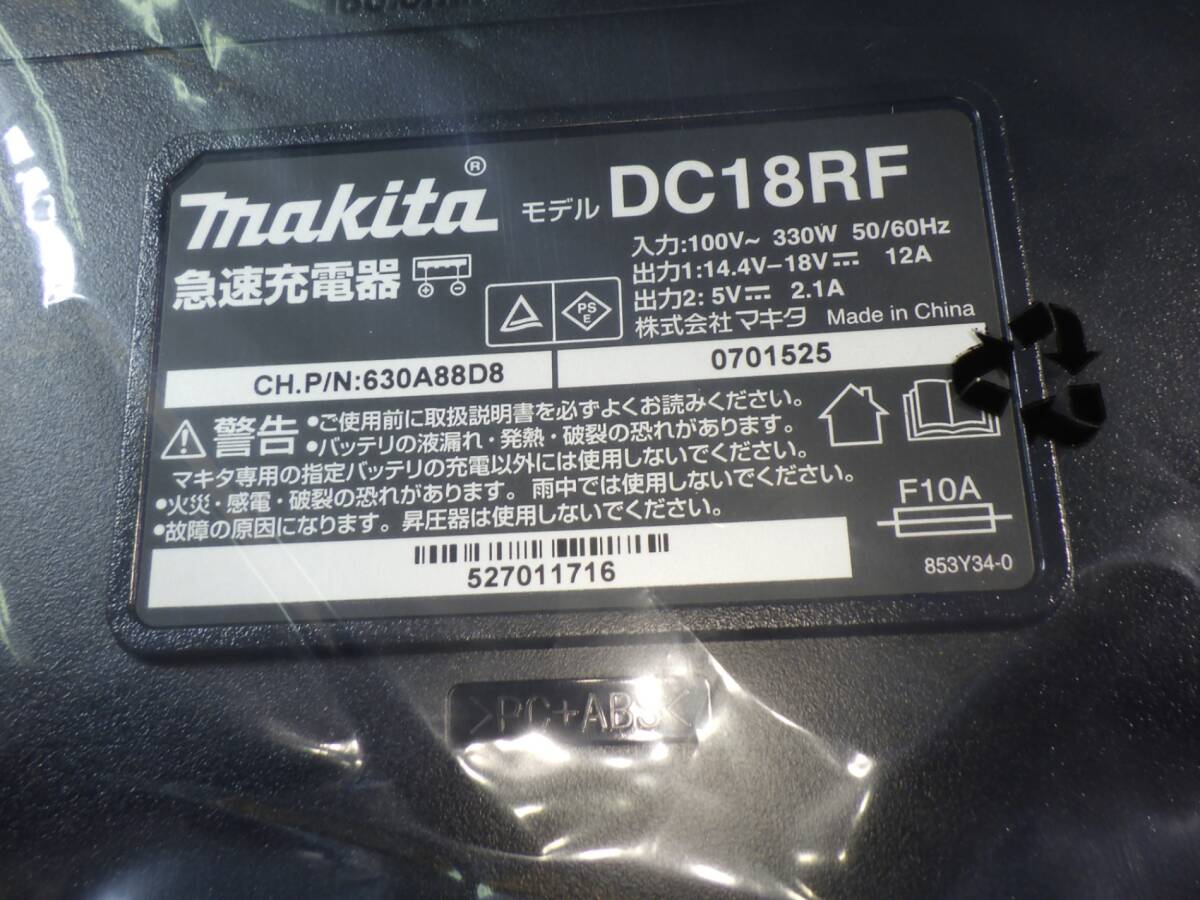 makita®
モデル DC18RF
急速充電器
入力:100V~ 330W 50/60Hz
出力1:14.4V-18V⎓ 12A
出力2: 5V⎓ 2.1A
株式会社 マキタ Made in China
PS
E
CH.P/N:630A88D8
0701525
警告 •ご使用前に取扱説明書を必ずよくお読みください。
•バッテリの液漏れ・発熱・破裂の恐れがあります。
マキタ専用の指定バッテリの充電以外には使用しないでください。
•火災・感電・破裂の恐れがあります。雨中では使用しないでください。
•故障の原因になります。昇圧器は使用しないでください。
F10A
527011716
853Y34-0
>PC+ABS<